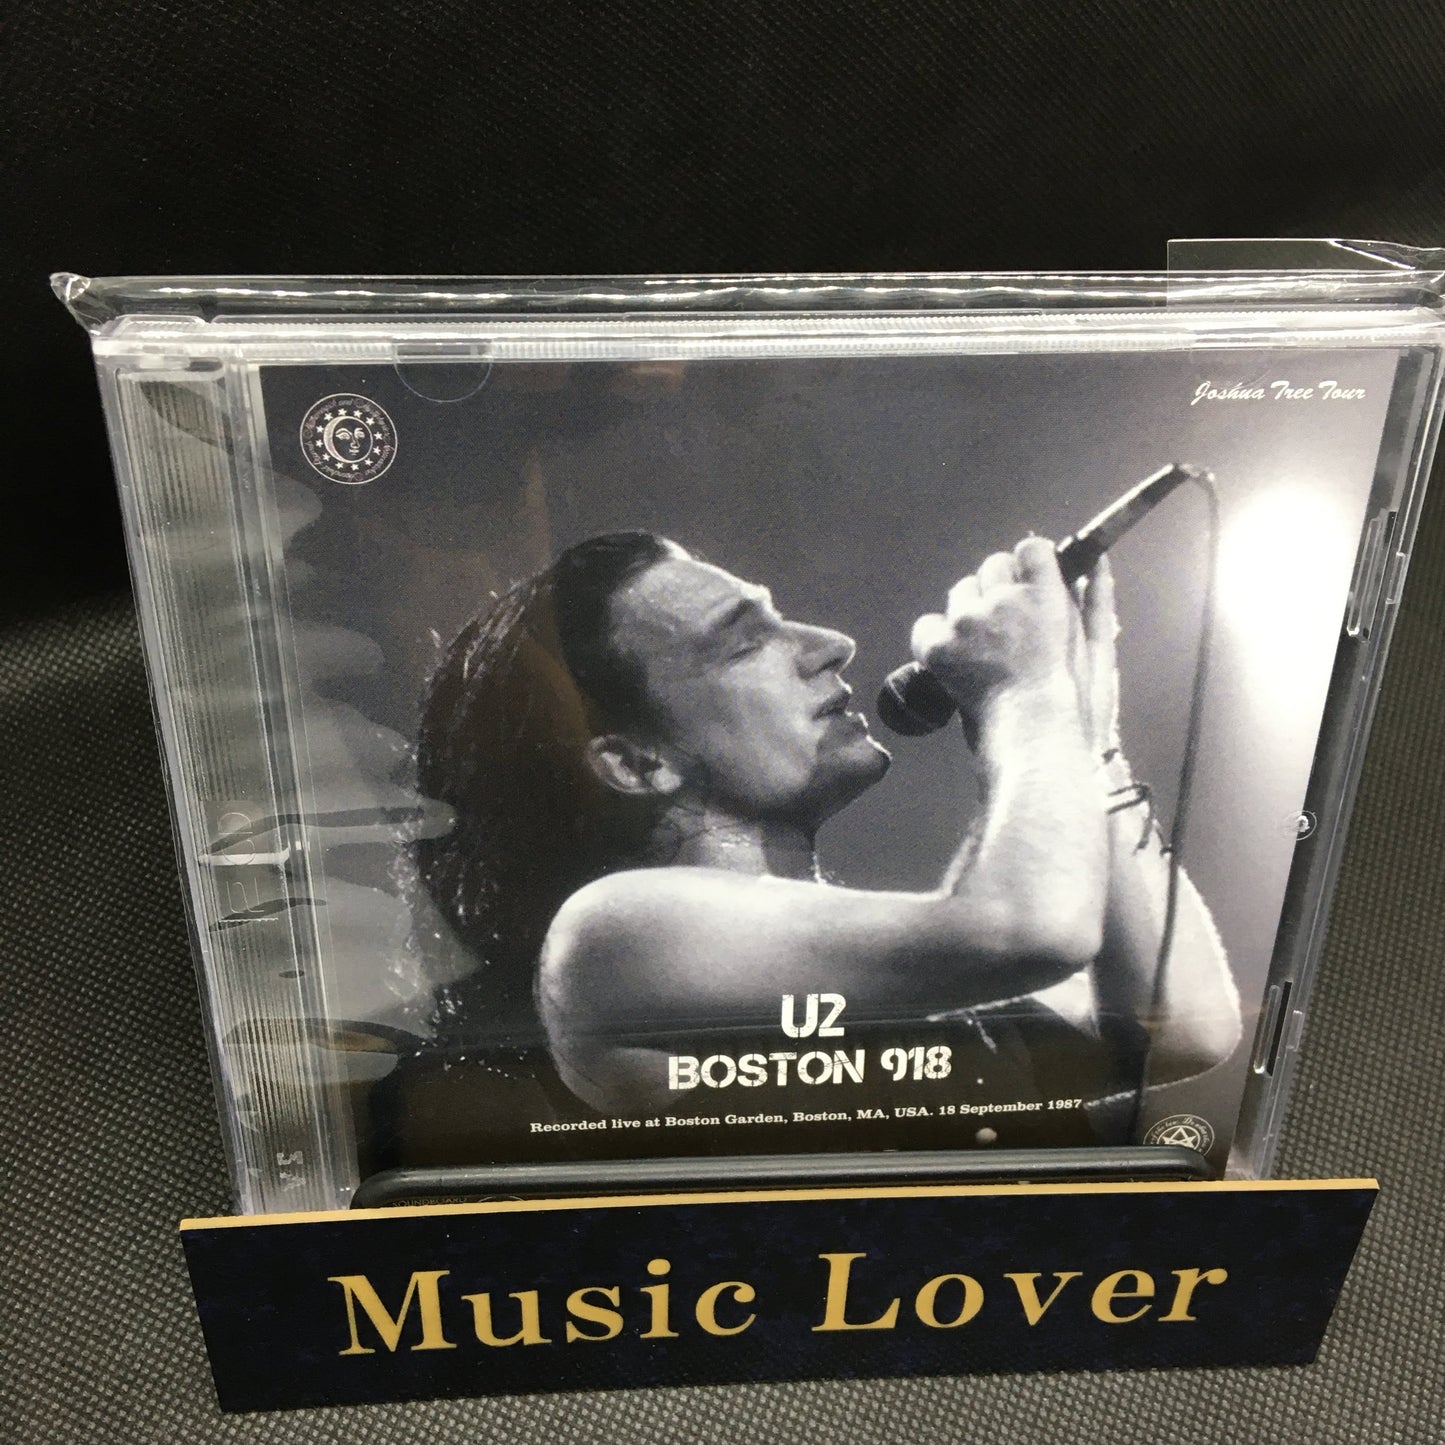 Joshua Tree Tour
U2
BOSTON 918
Recorded live at Boston Garden, Boston, MA, USA. 18 September 1987
SOUNDBOARD
Music Lover